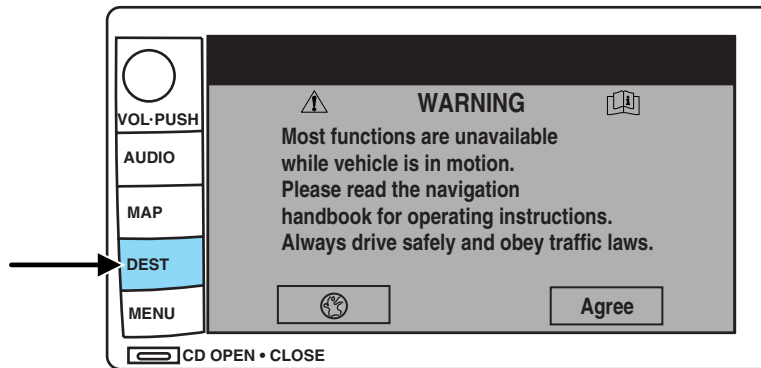 VOL·PUSH
AUDIO
MAP
DEST
MENU
WARNING
Most functions are unavailable
while vehicle is in motion.
Please read the navigation
handbook for operating instructions.
Always drive safely and obey traffic laws.
Agree
CD OPEN • CLOSE